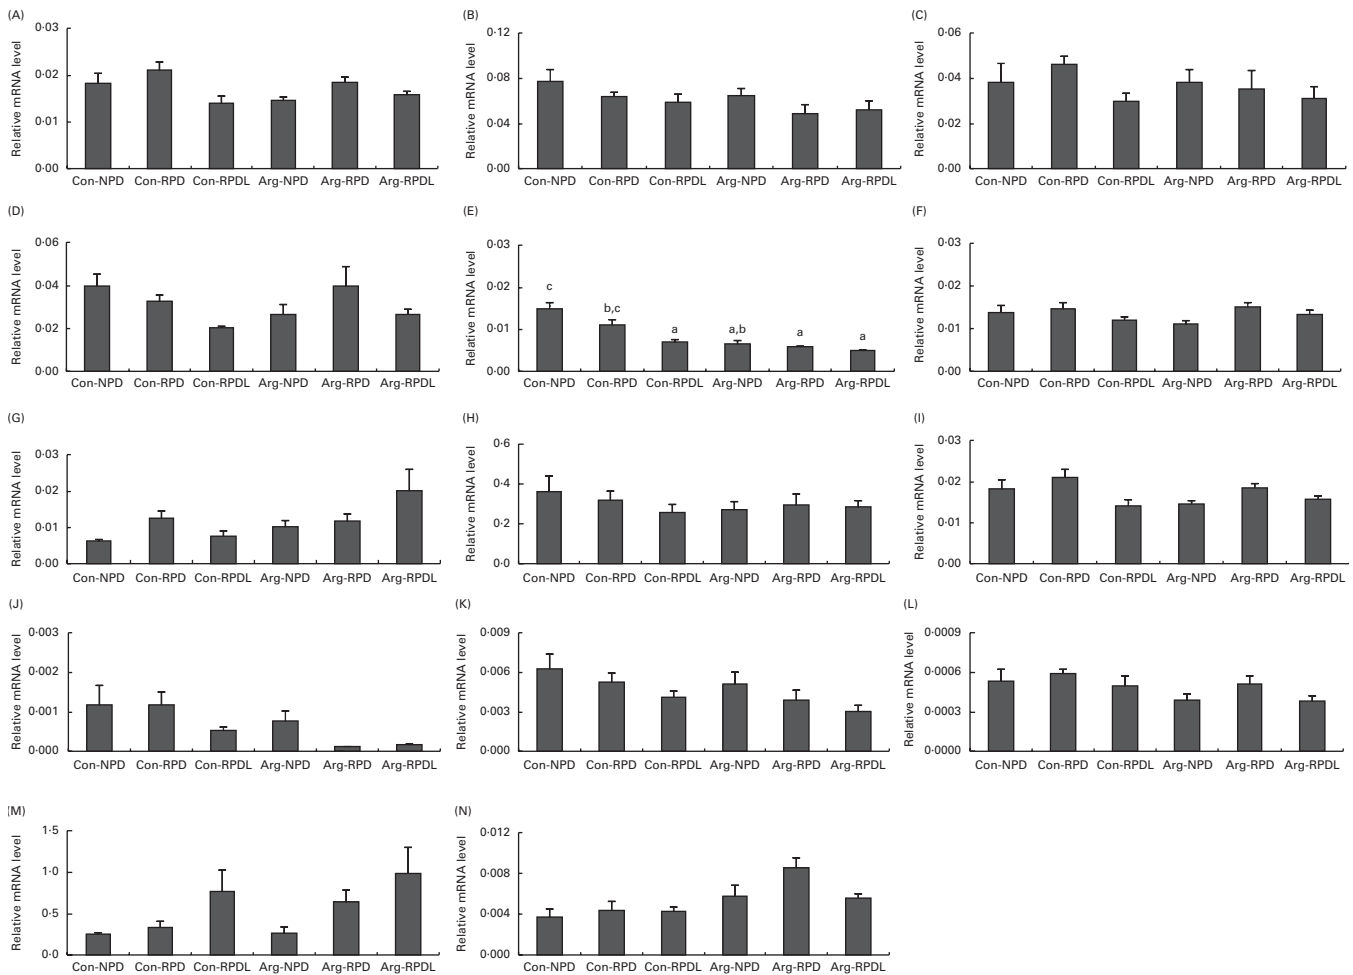 (A)
Relative mRNA level
0·03
0·02
0·01
0·00
Con-NPD Con-RPD Con-RPDL Arg-NPD Arg-RPD Arg-RPDL
(B)
Relative mRNA level
0·12
0·08
0·04
0·00
Con-NPD Con-RPD Con-RPDL Arg-NPD Arg-RPD Arg-RPDL
(C)
Relative mRNA level
0·06
0·04
0·02
0·00
Con-NPD Con-RPD Con-RPDL Arg-NPD Arg-RPD Arg-RPDL
(D)
Relative mRNA level
0·06
0·04
0·02
0·00
Con-NPD Con-RPD Con-RPDL Arg-NPD Arg-RPD Arg-RPDL
(E)
Relative mRNA level
0·03
0·02
0·01
0·00
c b,c a a,b a a
Con-NPD Con-RPD Con-RPDL Arg-NPD Arg-RPD Arg-RPDL
(F)
Relative mRNA level
0·03
0·02
0·01
0·00
Con-NPD Con-RPD Con-RPDL Arg-NPD Arg-RPD Arg-RPDL
(G)
Relative mRNA level
0·03
0·02
0·01
0·00
Con-NPD Con-RPD Con-RPDL Arg-NPD Arg-RPD Arg-RPDL
(H)
Relative mRNA level
0·6
0·4
0·2
0·0
Con-NPD Con-RPD Con-RPDL Arg-NPD Arg-RPD Arg-RPDL
(I)
Relative mRNA level
0·03
0·02
0·01
0·00
Con-NPD Con-RPD Con-RPDL Arg-NPD Arg-RPD Arg-RPDL
(J)
Relative mRNA level
0·003
0·002
0·001
0·000
Con-NPD Con-RPD Con-RPDL Arg-NPD Arg-RPD Arg-RPDL
(K)
Relative mRNA level
0·009
0·006
0·003
0·000
Con-NPD Con-RPD Con-RPDL Arg-NPD Arg-RPD Arg-RPDL
(L)
Relative mRNA level
0·0009
0·0006
0·0003
0·0000
Con-NPD Con-RPD Con-RPDL Arg-NPD Arg-RPD Arg-RPDL
(M)
Relative mRNA level
1·5
1·0
0·5
0·0
Con-NPD Con-RPD Con-RPDL Arg-NPD Arg-RPD Arg-RPDL
(N)
Relative mRNA level
0·012
0·008
0·004
0·000
Con-NPD Con-RPD Con-RPDL Arg-NPD Arg-RPD Arg-RPDL